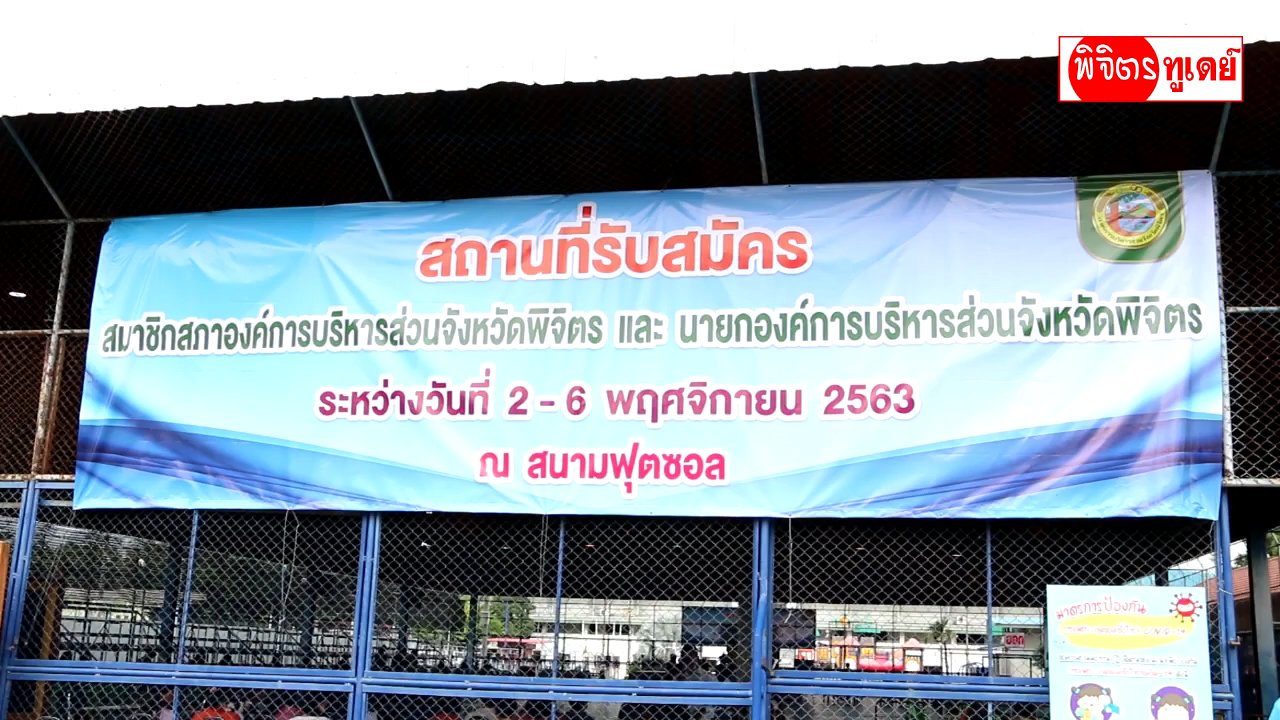 พิจิตรทูเดย์
สถานที่รับสมัคร
สมาชิกสภาองค์การบริหารส่วนจังหวัดพิจิตร และ นายกองค์การบริหารส่วนจังหวัดพิจิตร
ระหว่างวันที่ 2 - 6 พฤศจิกายน 2563
ณ สนามฟุตซอล
มาตรการป้องกัน